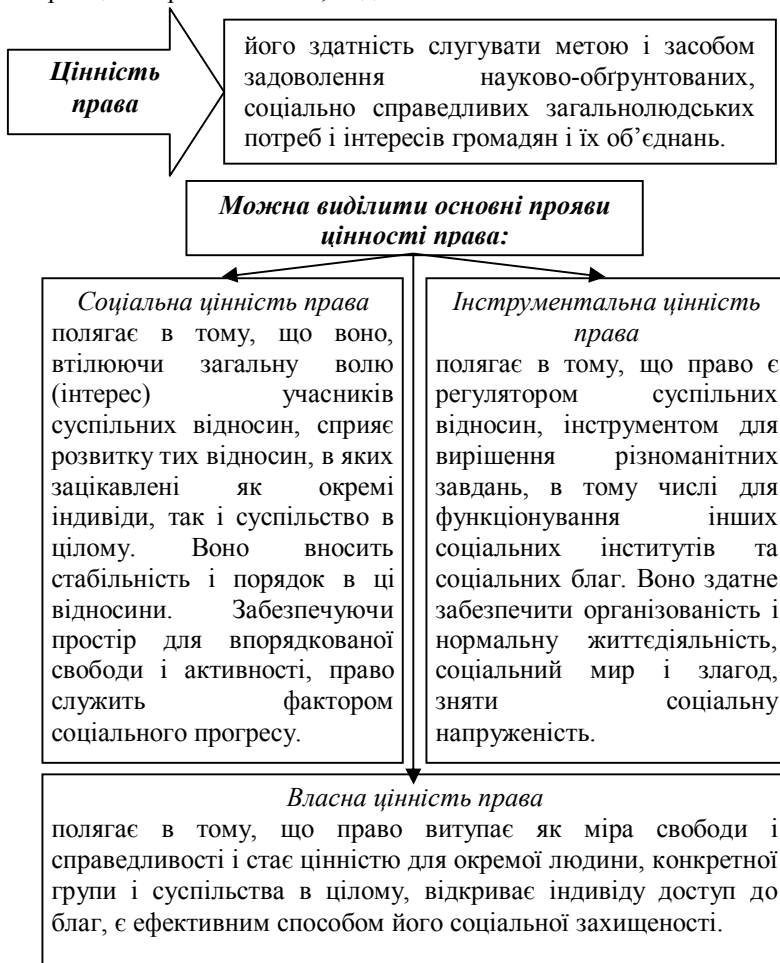 Цінність
права
його здатність слугувати метою і засобом
задоволення науково-обґрунтованих,
соціально справедливих загальнолюдських
потреб і інтересів громадян і їх об’єднань.
Можна виділити основні прояви
цінності права:
Соціальна цінність права
полягає в тому, що воно,
втілюючи загальну волю
(інтерес) учасників
суспільних відносин, сприяє
розвитку тих відносин, в яких
зацікавлені як окремі
індивіди, так і суспільство в
цілому. Воно вносить
стабільність і порядок в ці
відносини. Забезпечуючи
простір для впорядкованої
свободи і активності, право
служить фактором
соціального прогресу.
Інструментальна цінність
права
полягає в тому, що право є
регулятором суспільних
відносин, інструментом для
вирішення різноманітних
завдань, в тому числі для
функціонування інших
соціальних інститутів та
соціальних благ. Воно здатне
забезпечити організованість і
нормальну життєдіяльність,
соціальний мир і злагод,
зняти соціальну
напруженість.
Власна цінність права
полягає в тому, що право витупає як міра свободи і
справедливості і стає цінністю для окремої людини, конкретної
групи і суспільства в цілому, відкриває індивіду доступ до
благ, є ефективним способом його соціальної захищеності.